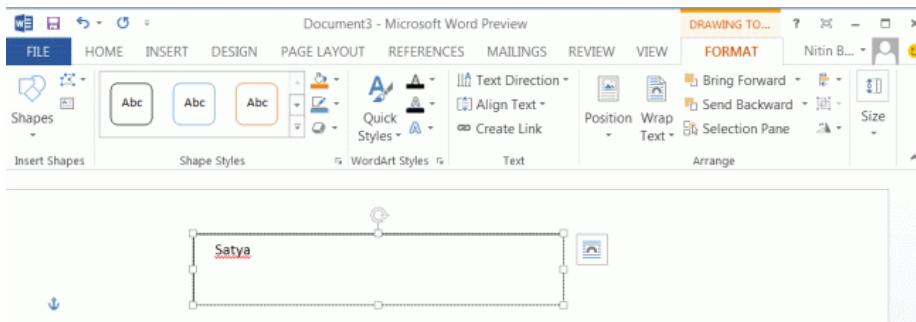 Document3 - Microsoft Word Preview
DRAWING TO... ?
FILE HOME INSERT DESIGN PAGE LAYOUT REFERENCES MAILINGS REVIEW VIEW FORMAT Nitin B...
Shapes
Abc Abc Abc
Quick Styles
Text Direction
Align Text
Create Link
Position
Wrap Text
Bring Forward
Send Backward
Selection Pane
Size
Insert Shapes Shape Styles WordArt Styles Text Arrange
Satya